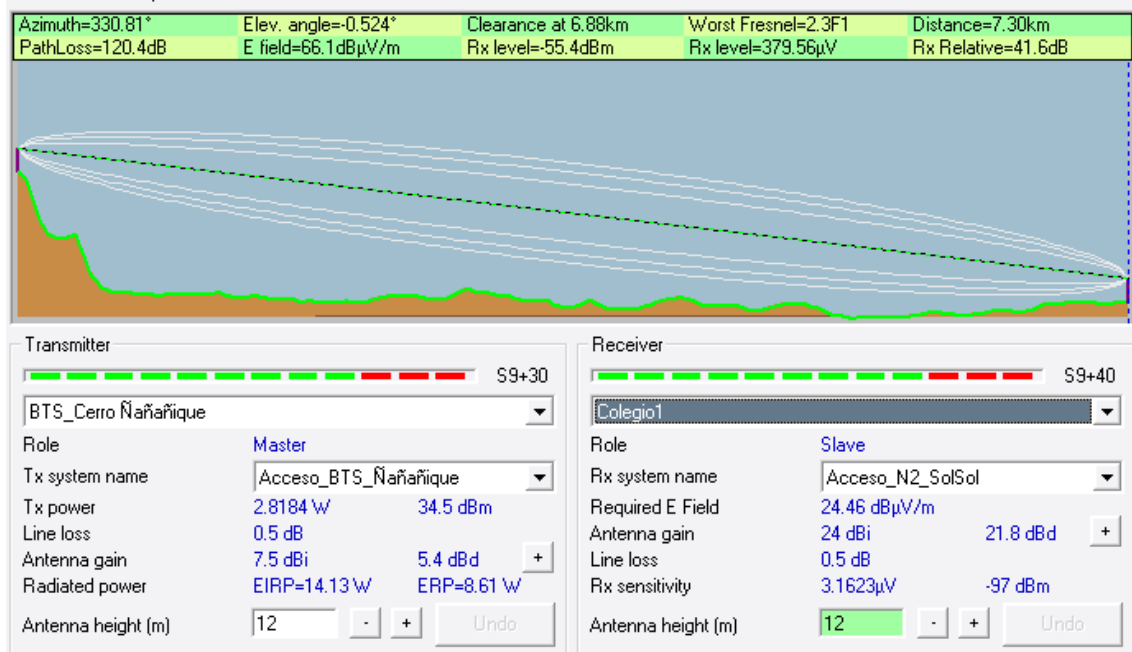 Azimuth=330.81° Elev. angle=-0.524° Clearance at 6.88km Worst Fresnel=2.3F1 Distance=7.30km
PathLoss=120.4dB E field=66.1dBµV/m Rx level=-55.4dBm Rx level=379.56µV Rx Relative=41.6dB
Transmitter
S9+30
BTS_Cerro Ñañañique
Role Master
Tx system name Acceso_BTS_Ñañañique
Tx power 2.8184 W 34.5 dBm
Line loss 0.5 dB
Antenna gain 7.5 dBi 5.4 dBd +
Radiated power EIRP=14.13 W ERP=8.61 W
Antenna height (m) 12 - + Undo
Receiver
S9+40
Colegio1
Role Slave
Rx system name Acceso_N2_SolSol
Required E Field 24.46 dBµV/m
Antenna gain 24 dBi 21.8 dBd +
Line loss 0.5 dB
Rx sensitivity 3.1623µV -97 dBm
Antenna height (m) 12 - + Undo